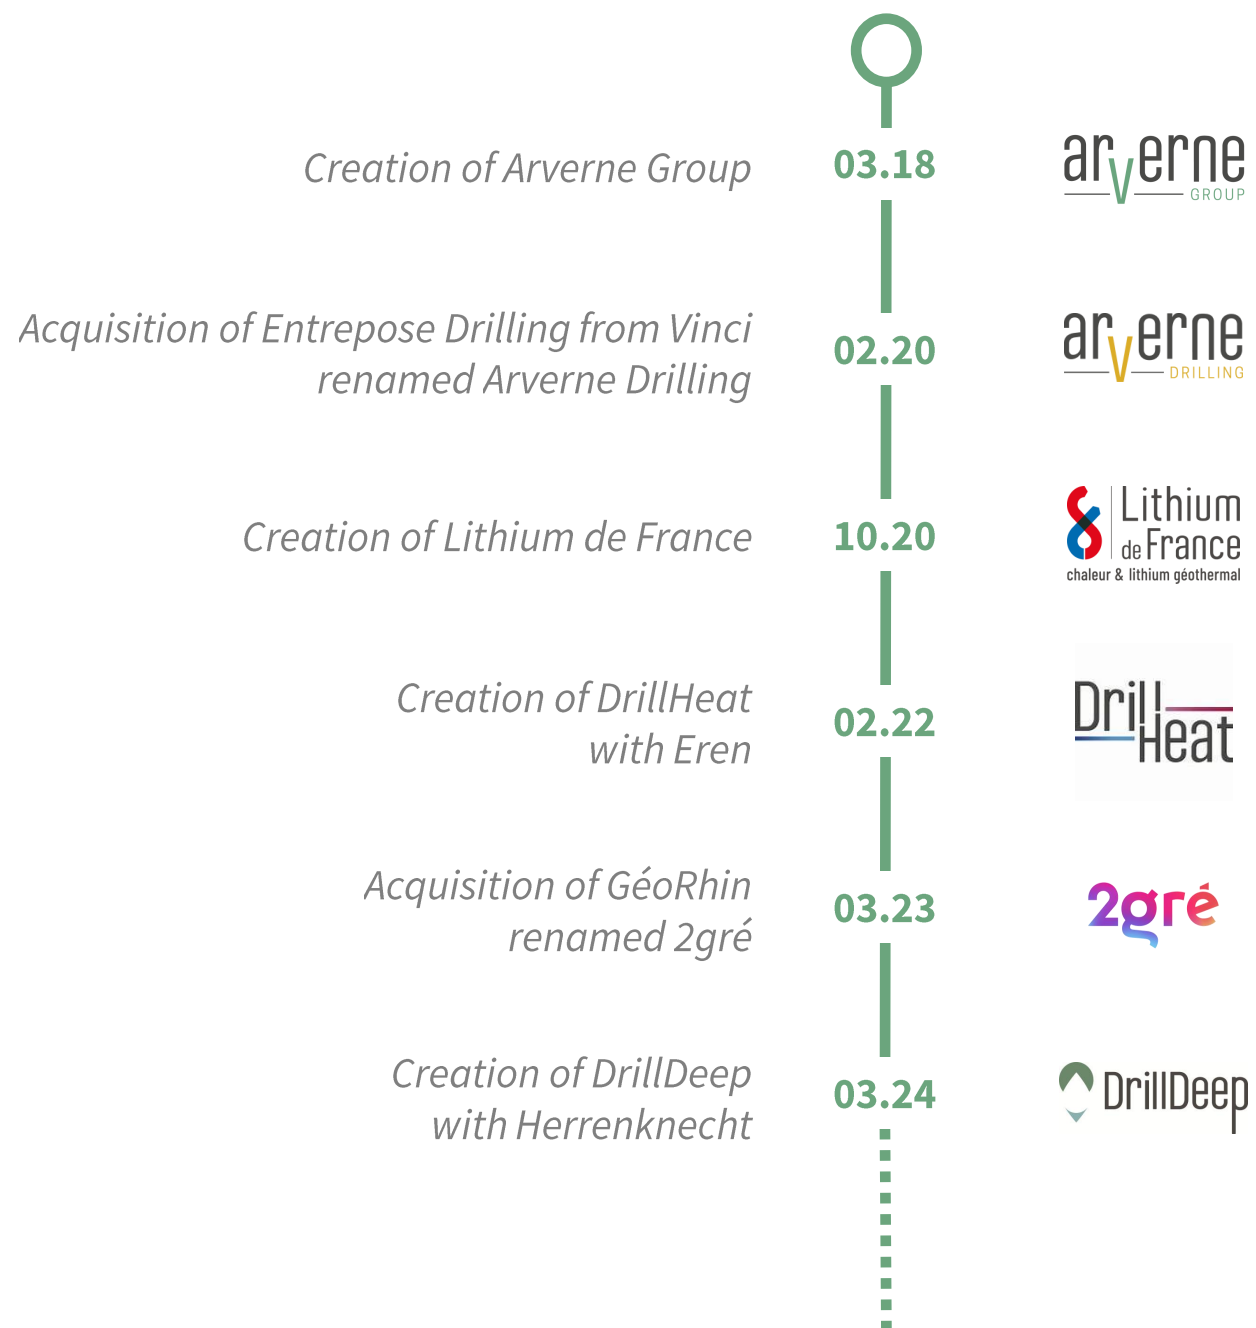 Creation of Arverne Group
03.18
arverne
GROUP
Acquisition of Entrepose Drilling from Vinci
renamed Arverne Drilling
02.20
arverne
DRILLING
Creation of Lithium de France
10.20
Lithium
de France
chaleur & lithium géothermal
Creation of DrillHeat
with Eren
02.22
Drill
Heat
Acquisition of GéoRhin
renamed 2gré
03.23
2gré
Creation of DrillDeep
with Herrenknecht
03.24
DrillDeep